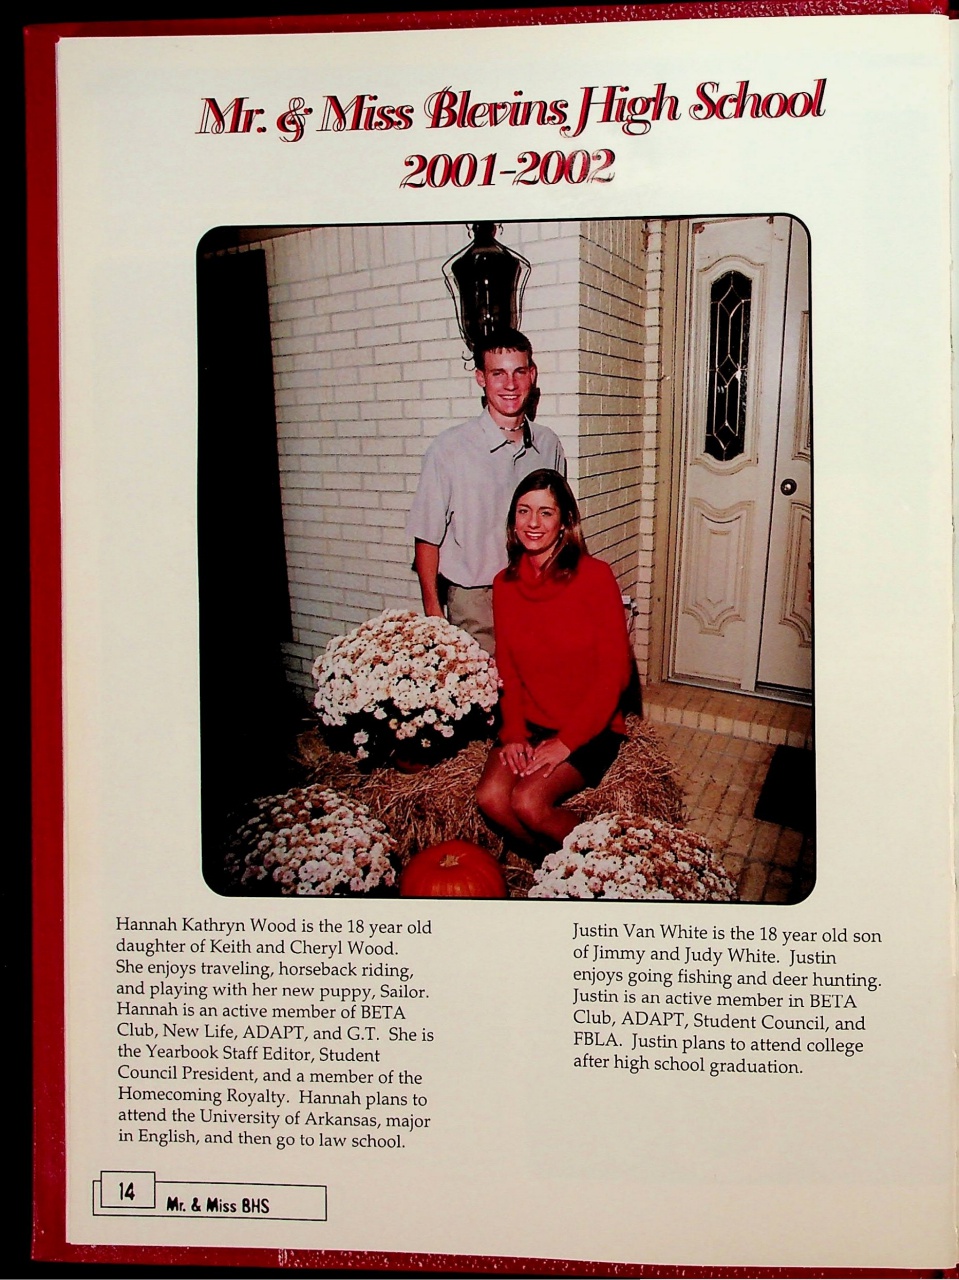 Mr. & Miss Blevins High School
2001-2002
Hannah Kathryn Wood is the 18 year old
daughter of Keith and Cheryl Wood.
She enjoys traveling, horseback riding,
and playing with her new puppy, Sailor.
Hannah is an active member of BETA
Club, New Life, ADAPT, and G.T. She is
the Yearbook Staff Editor, Student
Council President, and a member of the
Homecoming Royalty. Hannah plans to
attend the University of Arkansas, major
in English, and then go to law school.
Justin Van White is the 18 year old son
of Jimmy and Judy White. Justin
enjoys going fishing and deer hunting.
Justin is an active member in BETA
Club, ADAPT, Student Council, and
FBLA. Justin plans to attend college
after high school graduation.
14
Mr. & Miss BHS